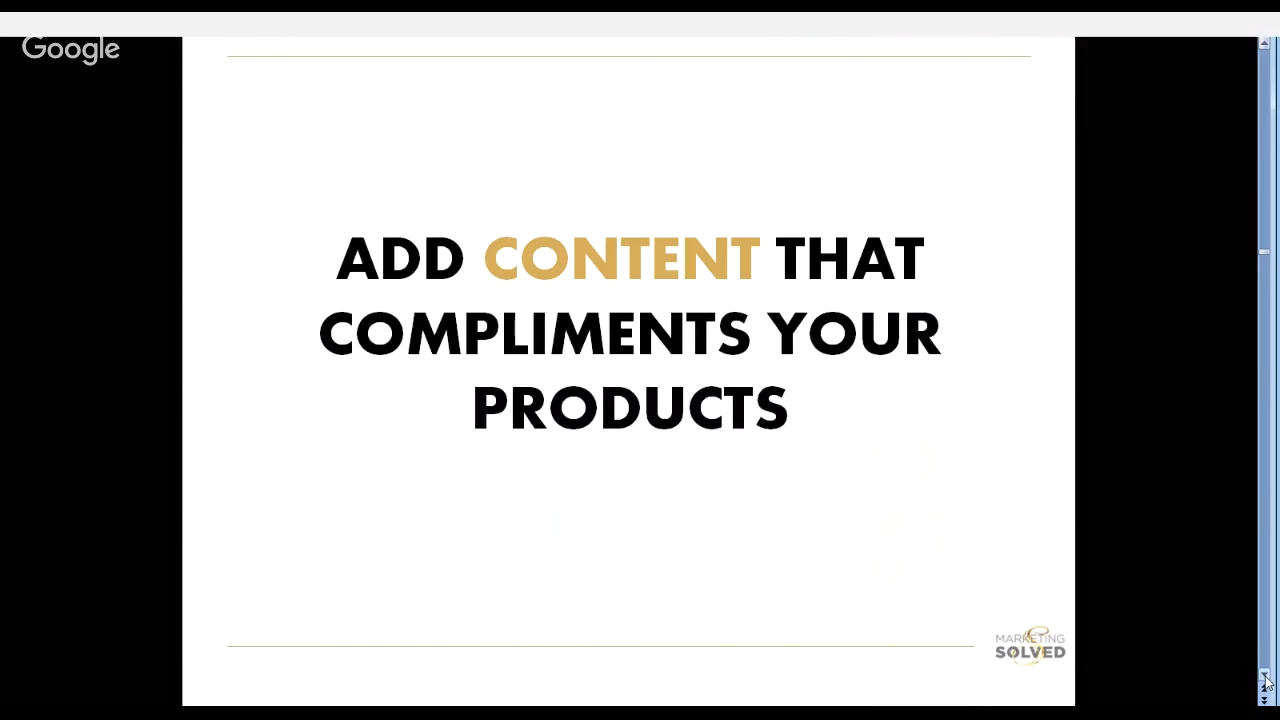 Google
ADD CONTENT THAT
COMPLIMENTS YOUR
PRODUCTS
MARKETING
SOLVED